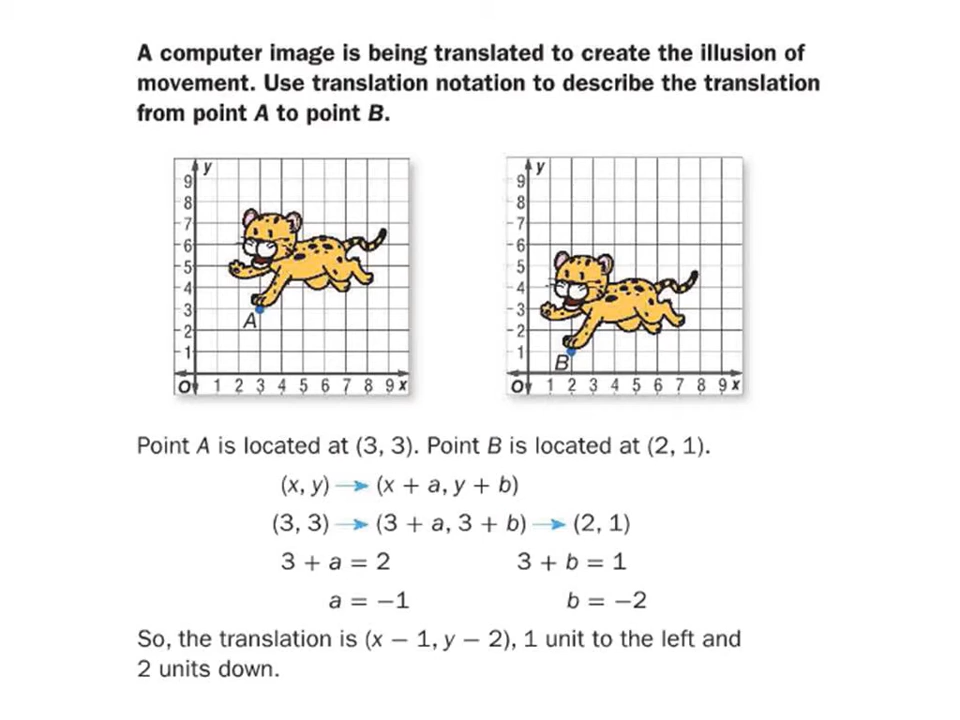 A computer image is being translated to create the illusion of
movement. Use translation notation to describe the translation
from point A to point B.
y
9
8
7
6
5
4
3
2
1
A
O 1 2 3 4 5 6 7 8 9 x
y
9
8
7
6
5
4
3
2
1
B
O 1 2 3 4 5 6 7 8 9 x
Point A is located at (3, 3). Point B is located at (2, 1).
(x, y) → (x + a, y + b)
(3, 3) → (3 + a, 3 + b) → (2, 1)
3 + a = 2 3 + b = 1
a = −1 b = −2
So, the translation is (x − 1, y − 2), 1 unit to the left and
2 units down.